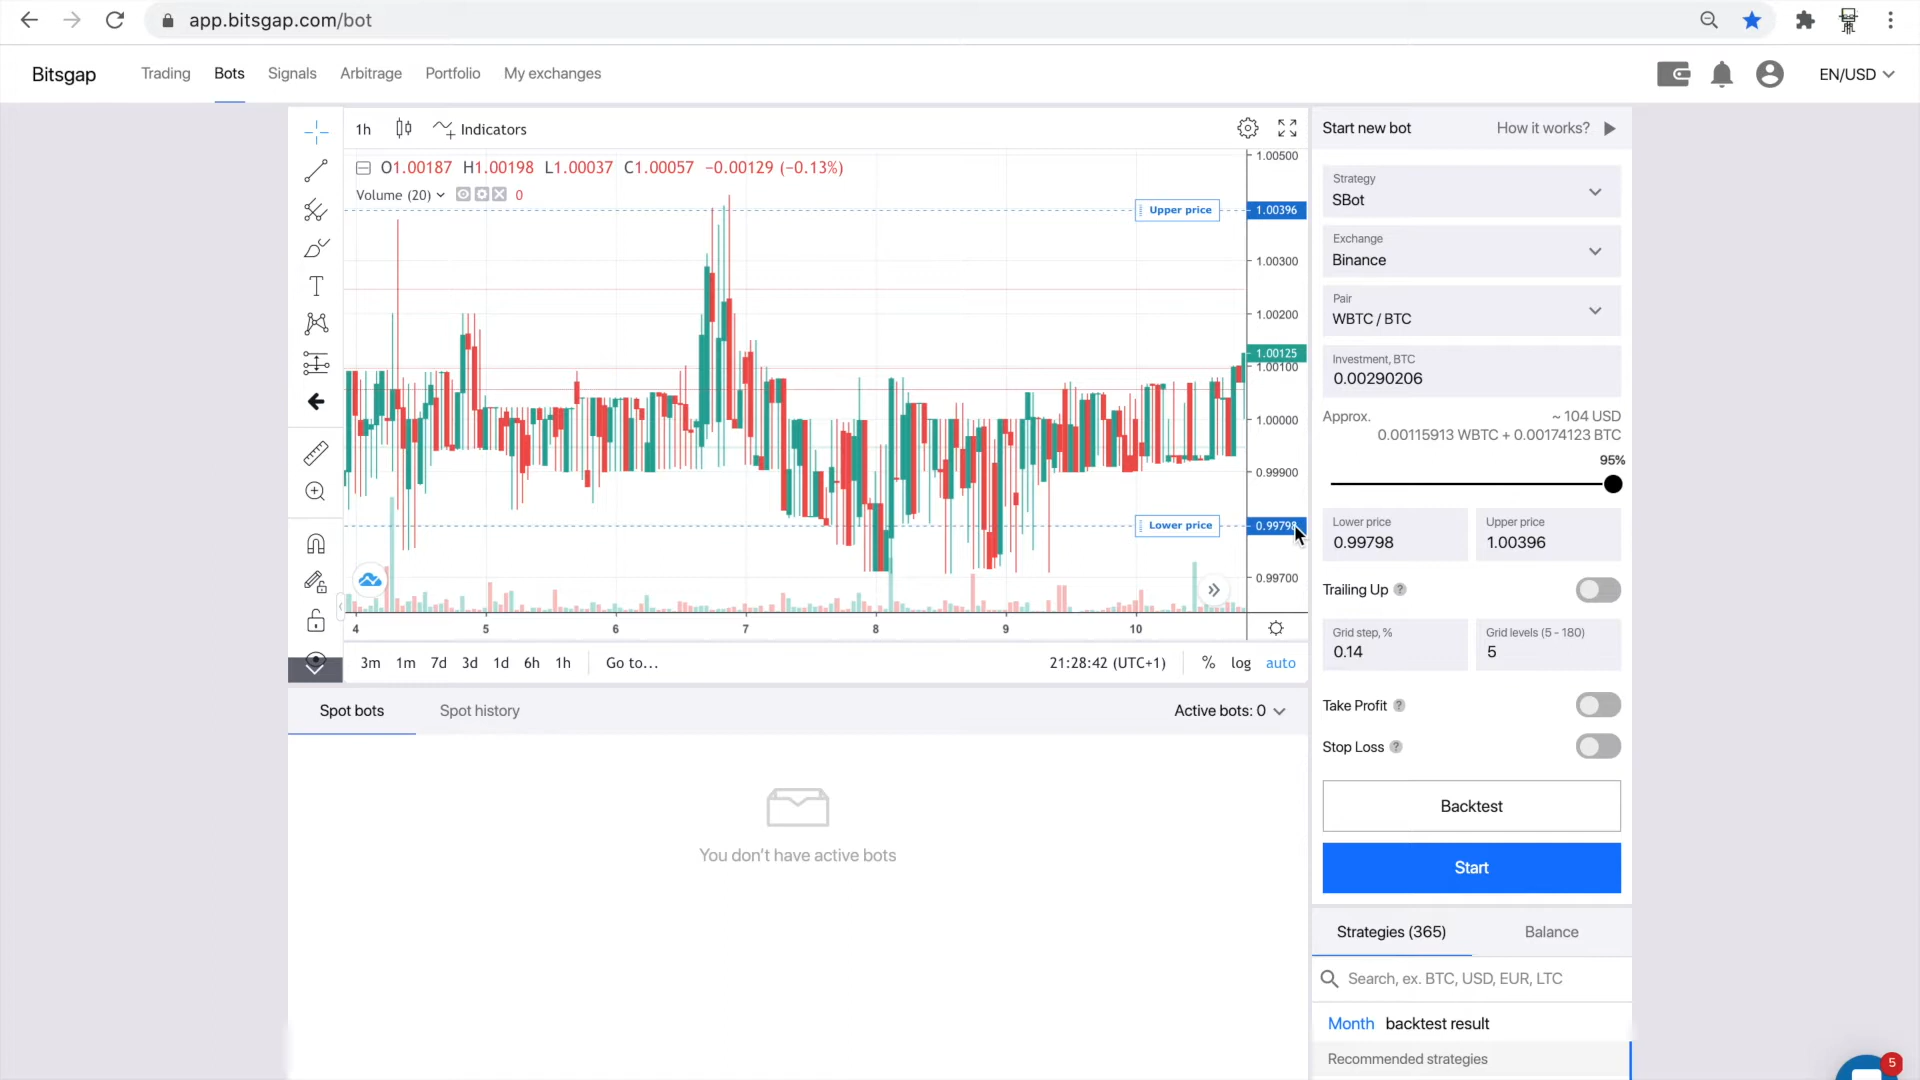 app.bitsgap.com/bot
Bitsgap
Trading
Bots
Signals
Arbitrage
Portfolio
My exchanges
EN/USD
1h
Indicators
O1.00187 H1.00198 L1.00037 C1.00057 −0.00129 (−0.13%)
Volume (20)
0
Upper price
Lower price
1.00500
1.00396
1.00300
1.00200
1.00125
1.00100
1.00000
0.99900
0.99798
0.99700
4
5
6
7
8
9
10
3m
1m
7d
3d
1d
6h
1h
Go to...
21:28:42 (UTC+1)
%
log
auto
Spot bots
Spot history
Active bots: 0
You don't have active bots
Start new bot
How it works?
Strategy
SBot
Exchange
Binance
Pair
WBTC / BTC
Investment, BTC
0.00290206
Approx.
~ 104 USD
0.00115913 WBTC + 0.00174123 BTC
95%
Lower price
0.99798
Upper price
1.00396
Trailing Up ?
Grid step, %
0.14
Grid levels (5 - 180)
5
Take Profit ?
Stop Loss ?
Backtest
Start
Strategies (365)
Balance
Search, ex. BTC, USD, EUR, LTC
Month backtest result
Recommended strategies
5